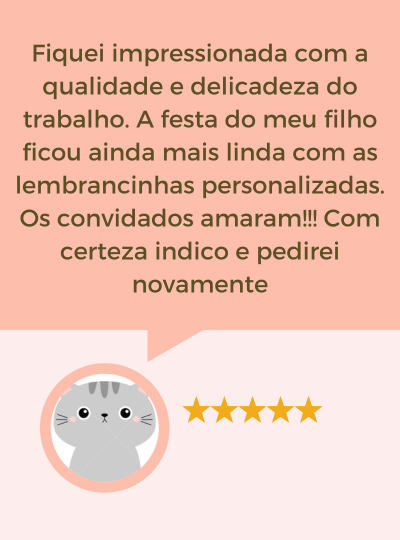 Fiquei impressionada com a
qualidade e delicadeza do
trabalho. A festa do meu filho
ficou ainda mais linda com as
lembrancinhas personalizadas.
Os convidados amaram!!! Com
certeza indico e pedirei
novamente